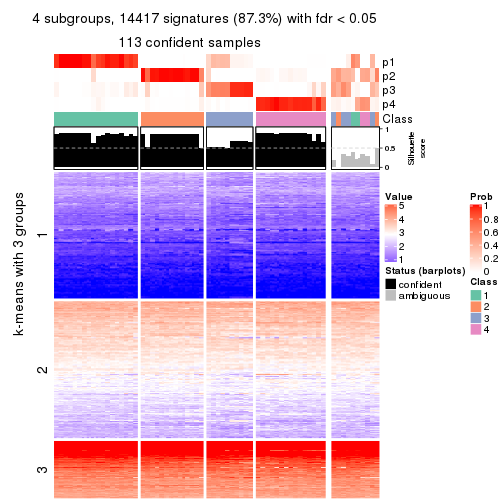 4 subgroups, 14417 signatures (87.3%) with fdr < 0.05
113 confident samples
p1
p2
p3
p4
Class
1
0.5
0
Silhouette
score
k-means with 3 groups
1
2
3
Value
5
4
3
2
1
Status (barplots)
confident
ambiguous
Prob
1
0.8
0.6
0.4
0.2
0
Class
1
2
3
4